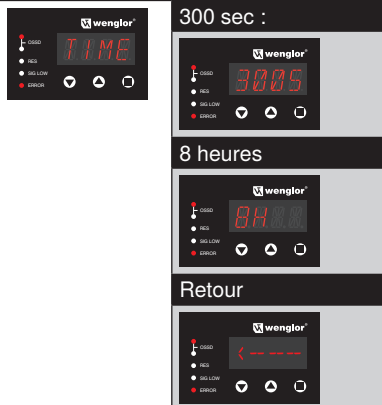 wenglor®
OSSD
TIME
RES
SIG LOW
ERROR
300 sec :
wenglor®
OSSD
300S
RES
SIG LOW
ERROR
8 heures
wenglor®
OSSD
8H
RES
SIG LOW
ERROR
Retour
wenglor®
OSSD
<----
RES
SIG LOW
ERROR